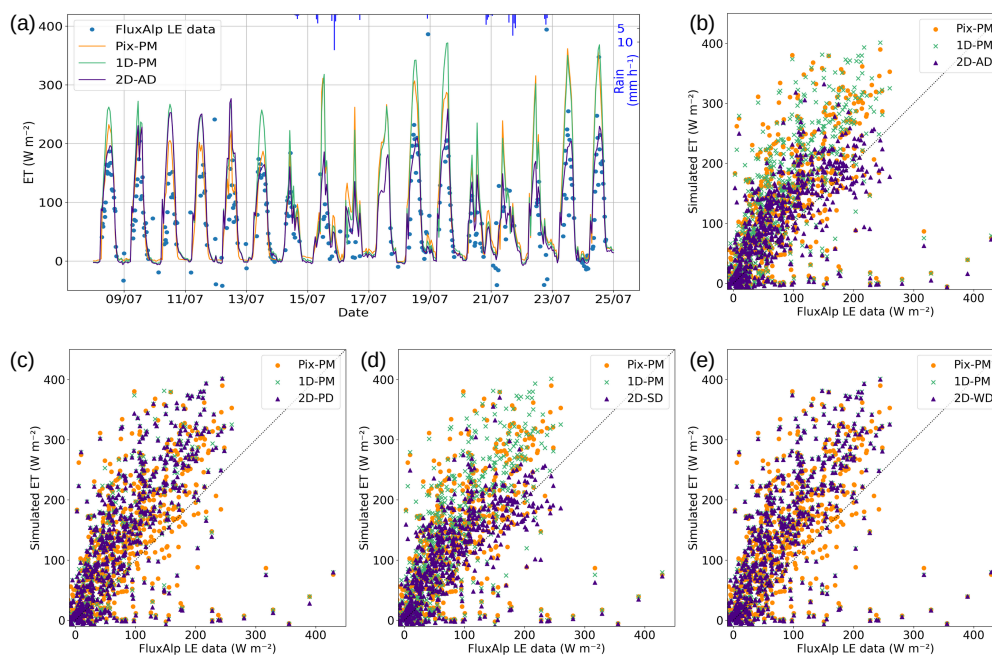 (a)
FluxAlp LE data
Pix-PM
1D-PM
2D-AD
400
300
200
100
0
ET (W m⁻²)
5
10
Rain
(mm h⁻¹)
09/07
11/07
13/07
15/07
17/07
19/07
21/07
23/07
25/07
Date
(b)
Pix-PM
1D-PM
2D-AD
400
300
200
100
0
Simulated ET (W m⁻²)
0
100
200
300
400
FluxAlp LE data (W m⁻²)
(c)
Pix-PM
1D-PM
2D-PD
400
300
200
100
0
Simulated ET (W m⁻²)
0
100
200
300
400
FluxAlp LE data (W m⁻²)
(d)
Pix-PM
1D-PM
2D-SD
400
300
200
100
0
Simulated ET (W m⁻²)
0
100
200
300
400
FluxAlp LE data (W m⁻²)
(e)
Pix-PM
1D-PM
2D-WD
400
300
200
100
0
Simulated ET (W m⁻²)
0
100
200
300
400
FluxAlp LE data (W m⁻²)